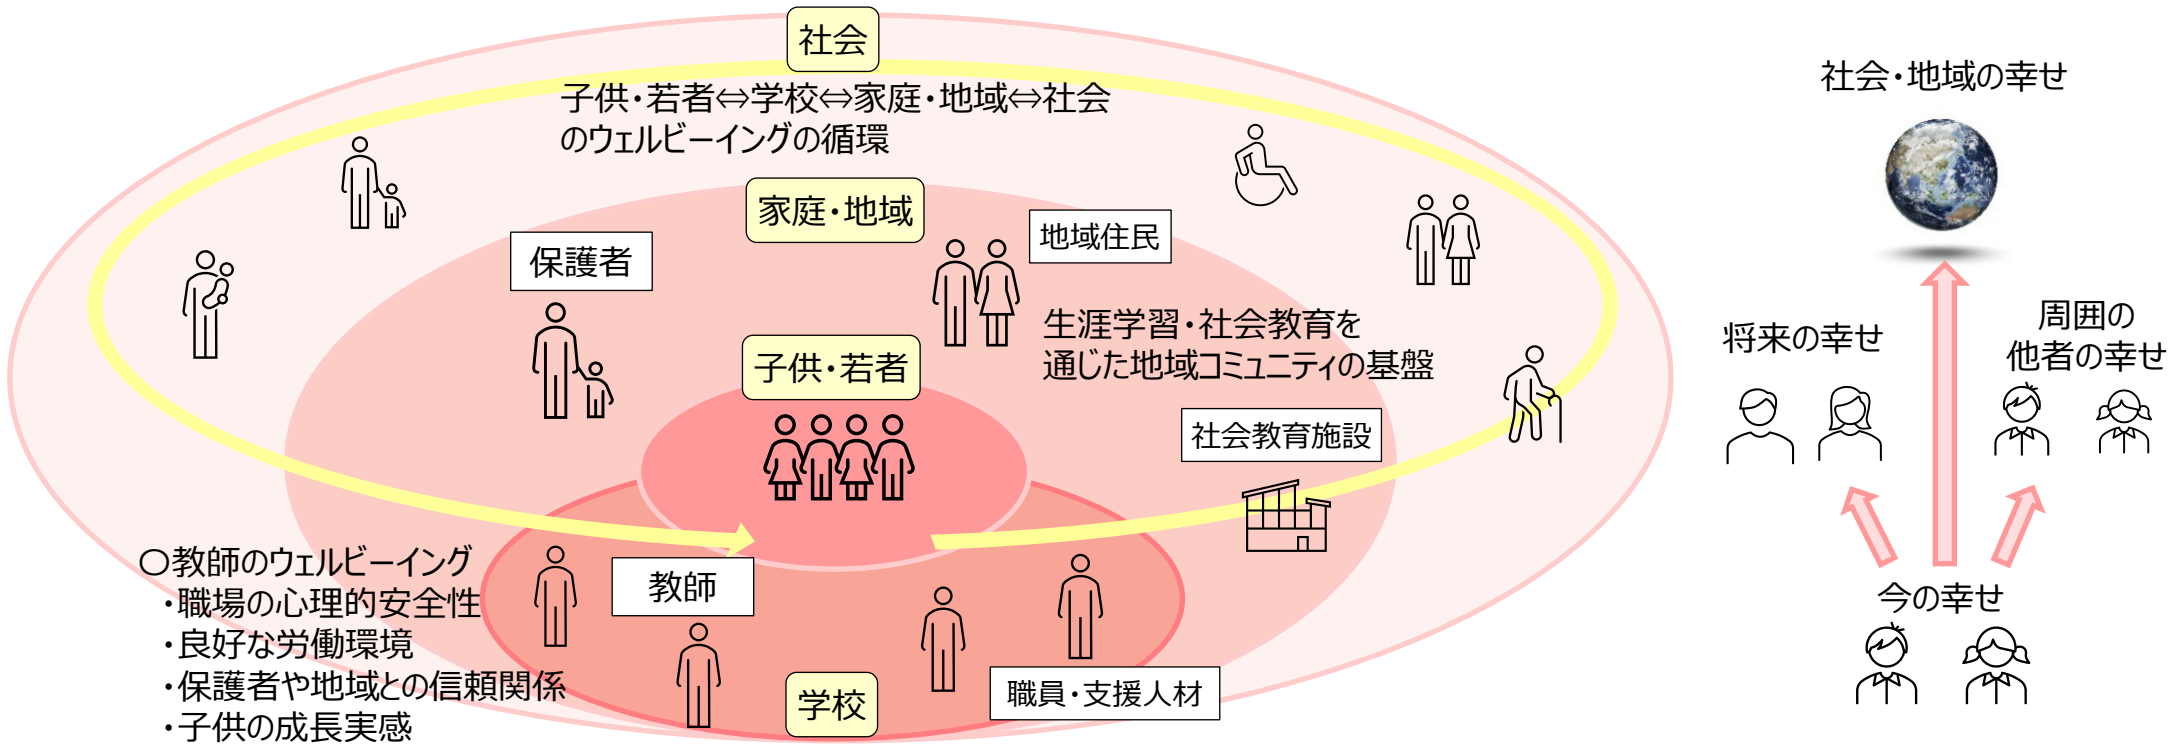 社会
子供・若者⇔学校⇔家庭・地域⇔社会
のウェルビーイングの循環
家庭・地域
保護者
地域住民
生涯学習・社会教育を
通じた地域コミュニティの基盤
子供・若者
社会教育施設
〇教師のウェルビーイング
・職場の心理的安全性
・良好な労働環境
・保護者や地域との信頼関係
・子供の成長実感
教師
職員・支援人材
学校
社会・地域の幸せ
将来の幸せ
周囲の
他者の幸せ
今の幸せ